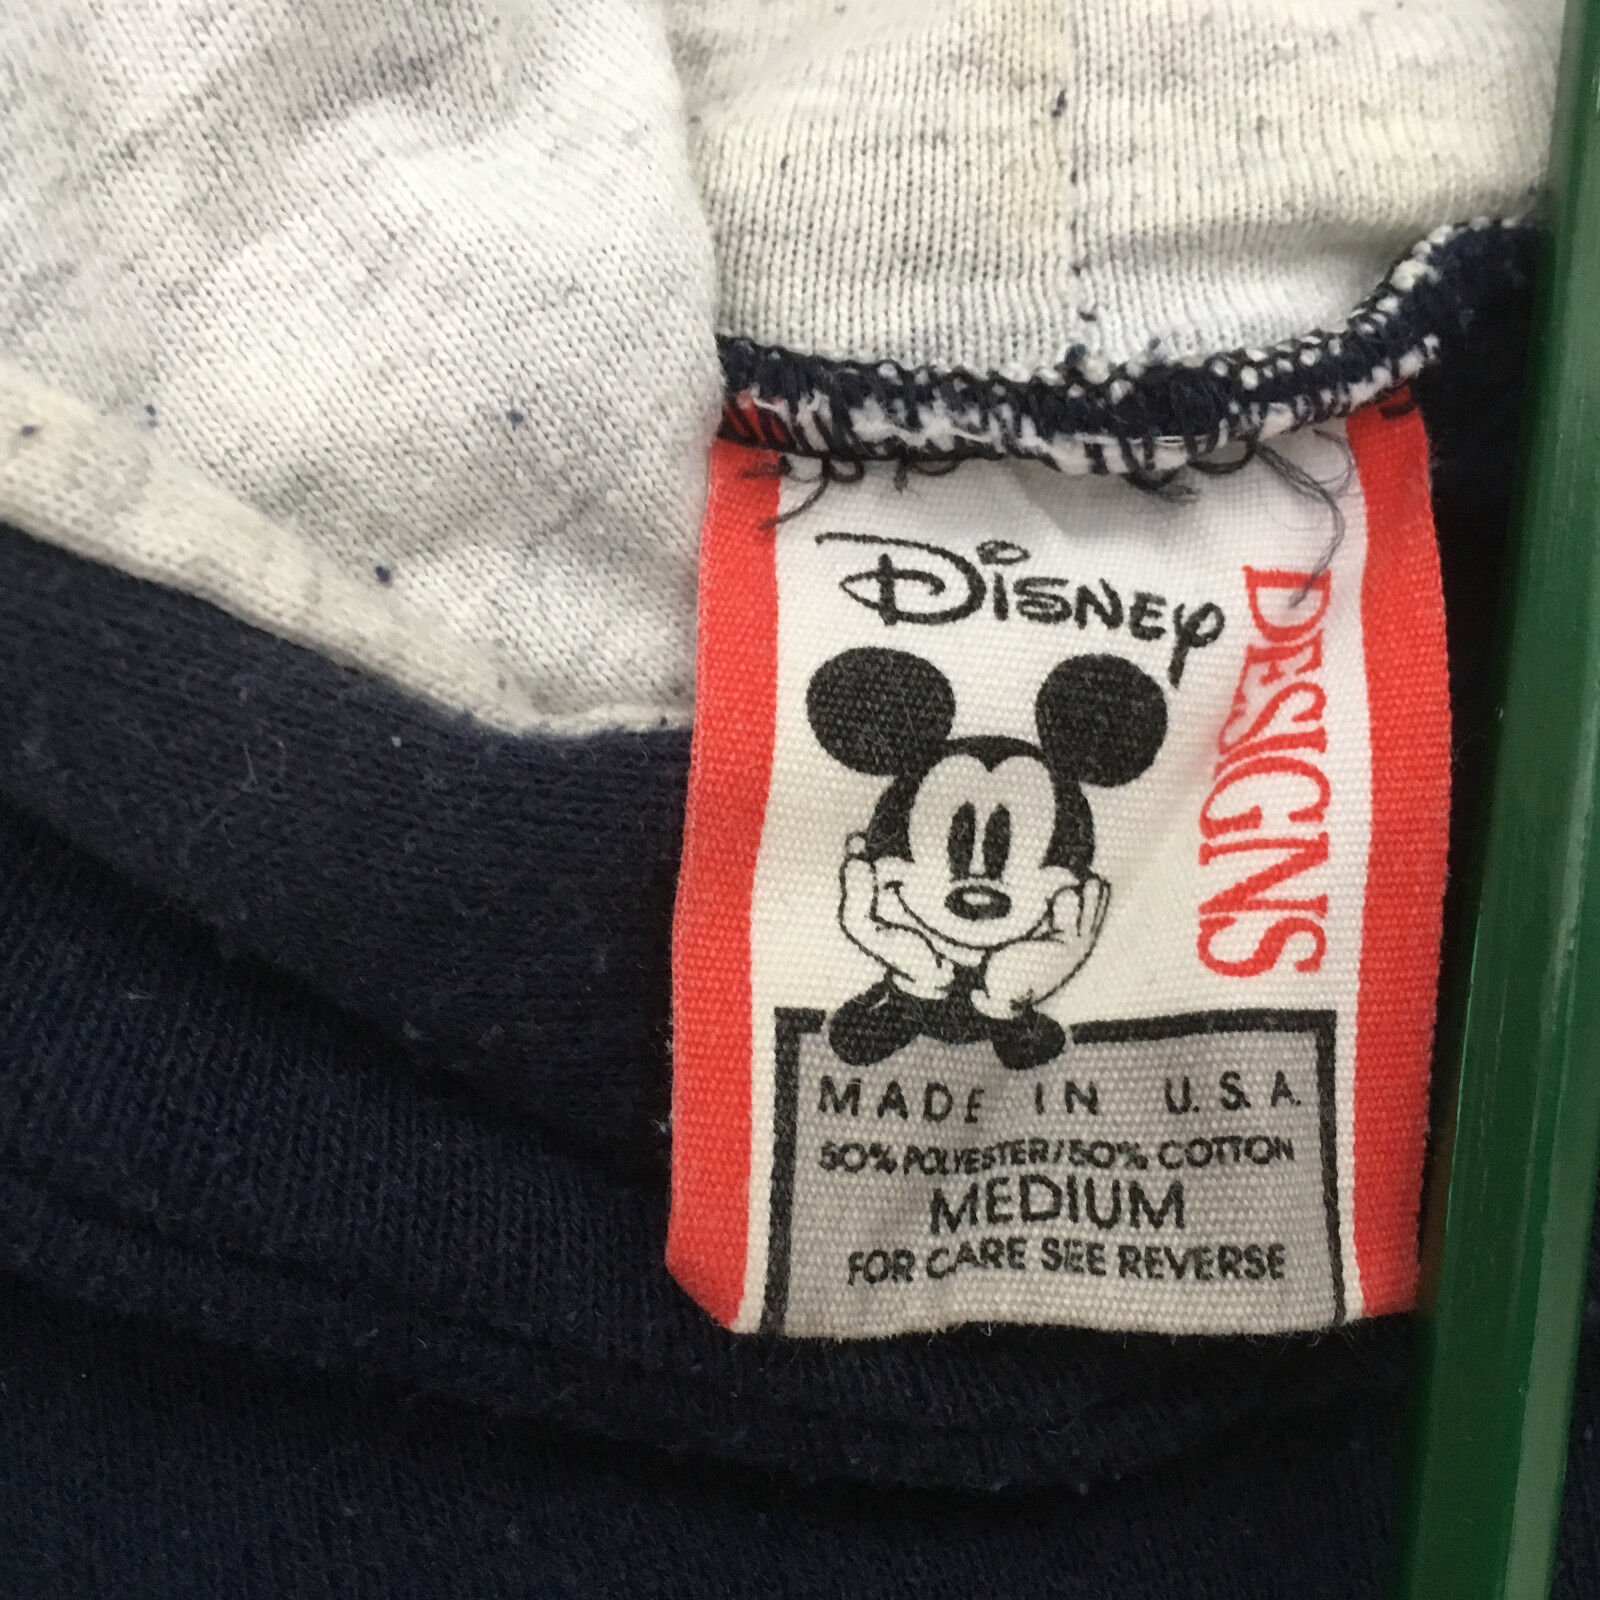 Disney
DESIGNS
MADE IN U.S.A.
50% POLYESTER/50% COTTON
MEDIUM
FOR CARE SEE REVERSE